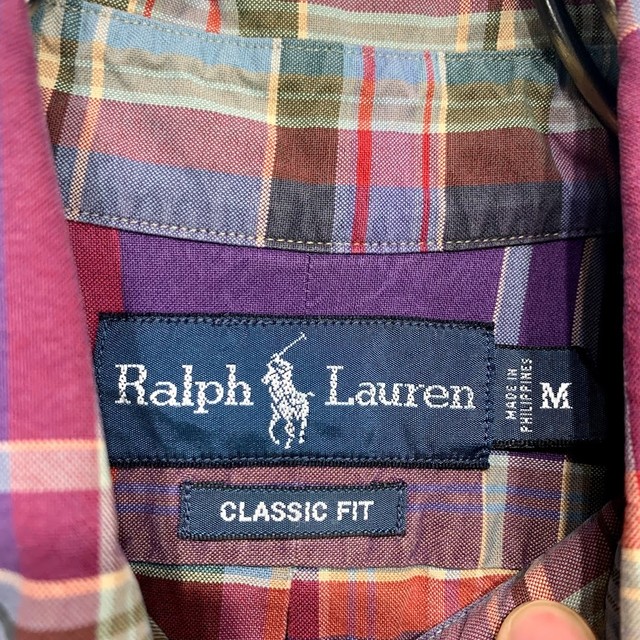 Ralph Lauren
MADE IN
PHILIPPINES
M
CLASSIC FIT